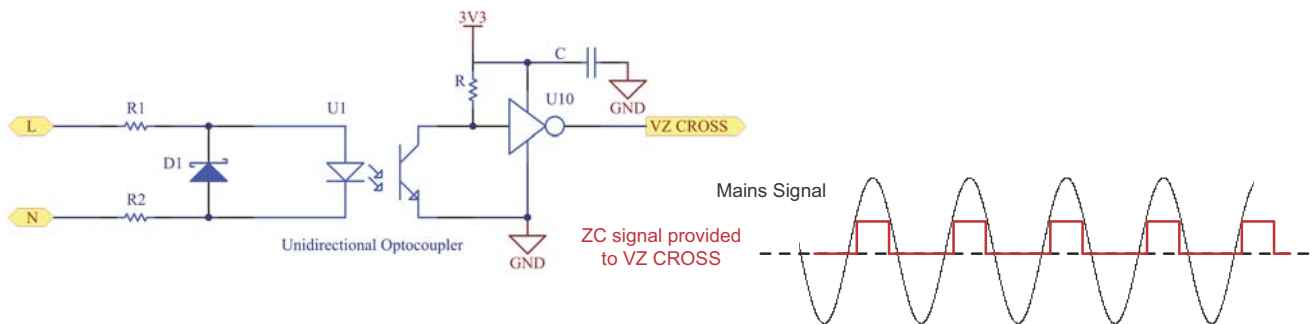 3V3
C
R
GND
U10
R1
U1
L
VZ CROSS
D1
R2
N
Unidirectional Optocoupler
GND
Mains Signal
ZC signal provided
to VZ CROSS